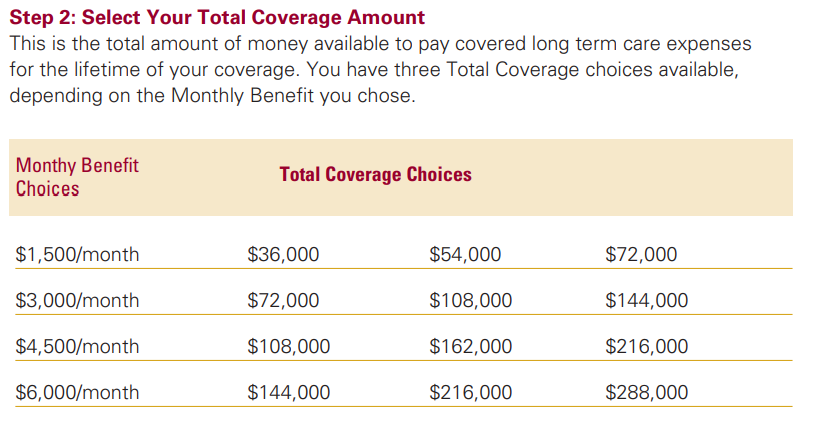 Step 2: Select Your Total Coverage Amount
This is the total amount of money available to pay covered long term care expenses
for the lifetime of your coverage. You have three Total Coverage choices available,
depending on the Monthly Benefit you chose.
Monthy Benefit
Choices
Total Coverage Choices
$1,500/month $36,000 $54,000 $72,000
$3,000/month $72,000 $108,000 $144,000
$4,500/month $108,000 $162,000 $216,000
$6,000/month $144,000 $216,000 $288,000